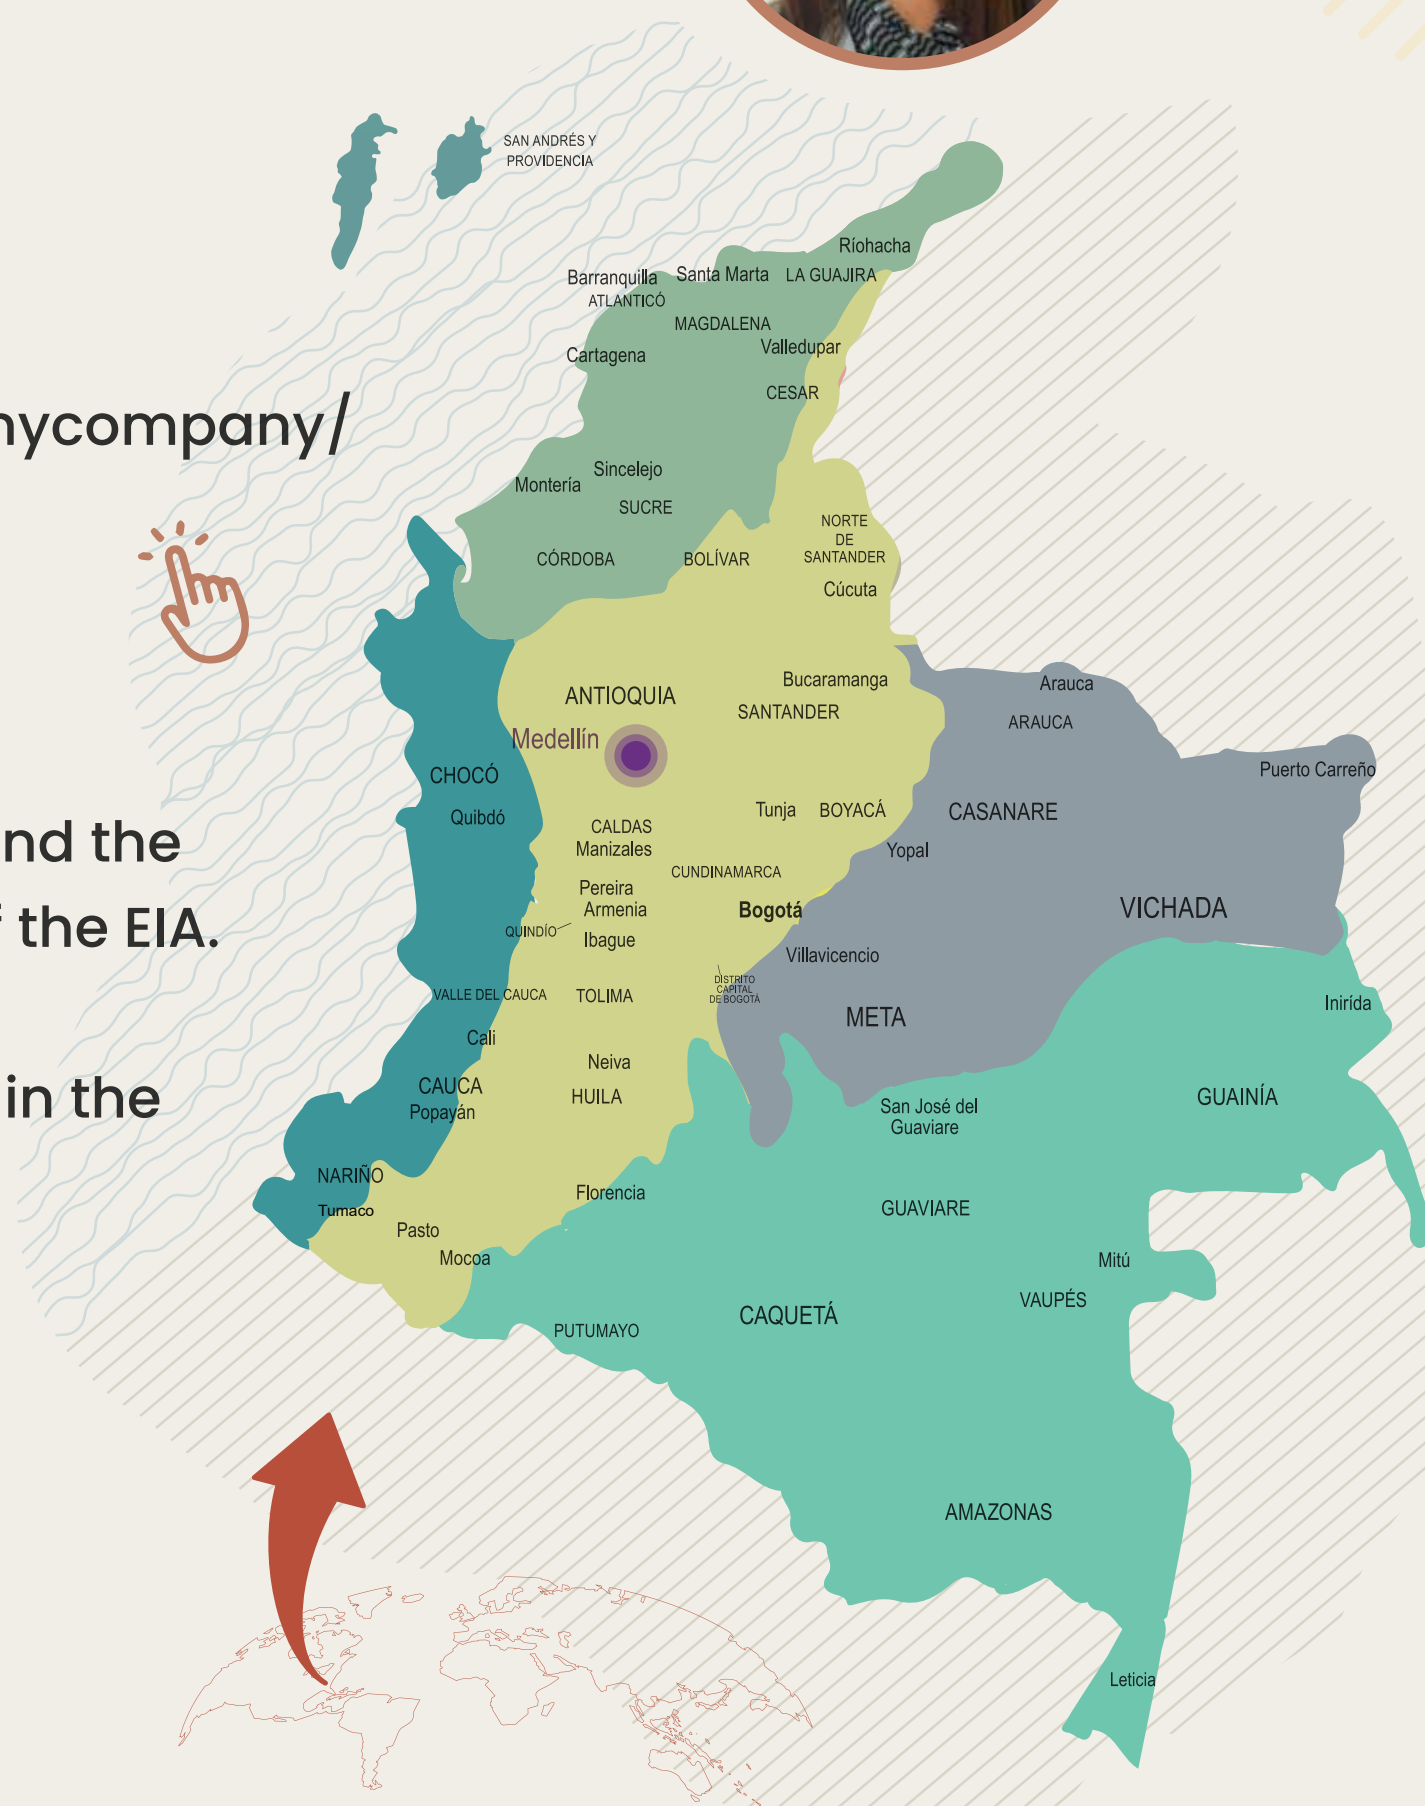 SAN ANDRÉS Y
PROVIDENCIA
Ríohacha
Barranquilla
Santa Marta
LA GUAJIRA
ATLANTICÓ
MAGDALENA
Valledupar
Cartagena
CESAR
nycompany/
Sincelejo
Montería
SUCRE
NORTE
DE
SANTANDER
CÓRDOBA
BOLÍVAR
Cúcuta
Bucaramanga
Arauca
ANTIOQUIA
SANTANDER
ARAUCA
Medellín
CHOCÓ
Puerto Carreño
Quibdó
Tunja
BOYACÁ
CASANARE
CALDAS
Manizales
nd the
Yopal
CUNDINAMARCA
Pereira
Armenia
Bogotá
VICHADA
f the EIA.
QUINDÍO
Ibague
Villavicencio
DISTRITO
CAPITAL
DE BOGOTÁ
VALLE DEL CAUCA
TOLIMA
Inirída
META
Cali
Neiva
CAUCA
HUILA
GUAINÍA
in the
Popayán
San José del
Guaviare
NARIÑO
Florencia
Tumaco
GUAVIARE
Pasto
Mocoa
Mitú
VAUPÉS
CAQUETÁ
PUTUMAYO
AMAZONAS
Leticia